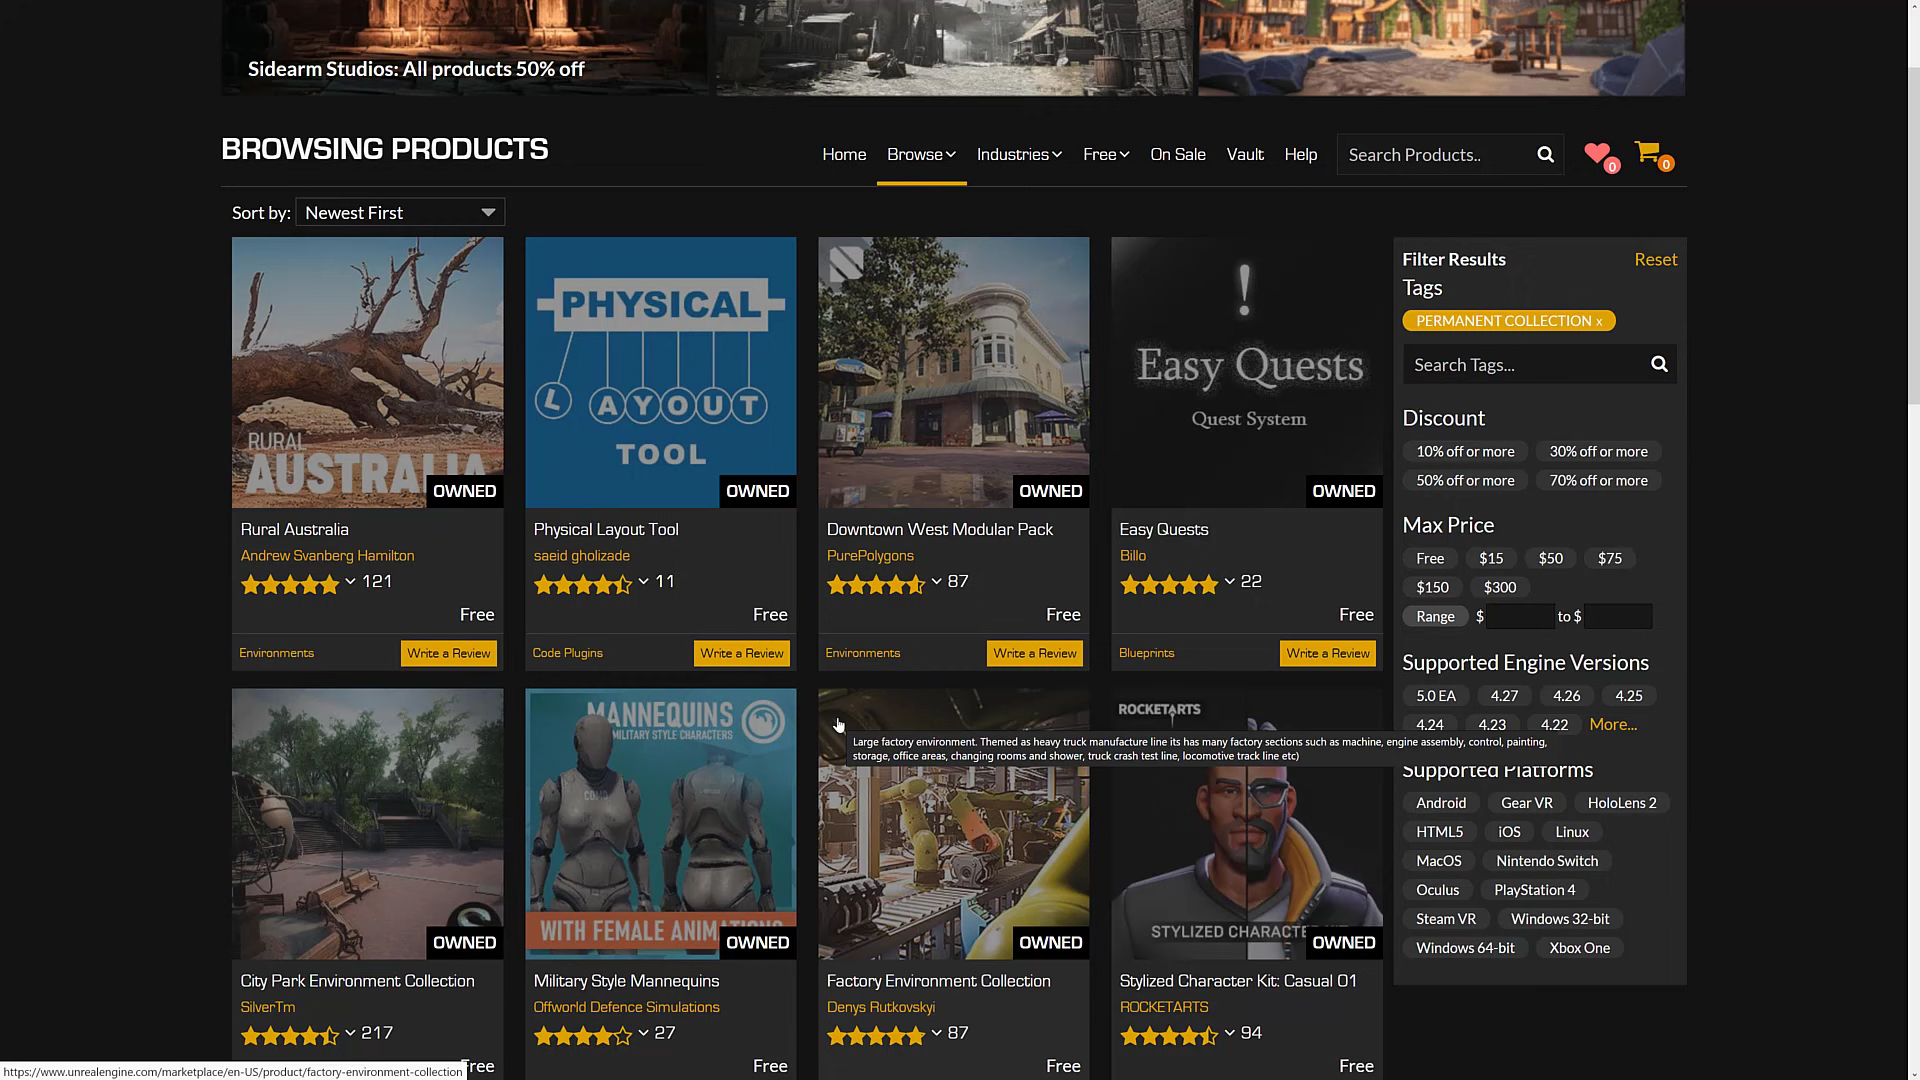 Sidearm Studios: All products 50% off
BROWSING PRODUCTS
Home
Browse
Industries
Free
On Sale
Vault
Help
Search Products..
0
0
Sort by:
Newest First
RURAL
AUSTRALIA
OWNED
PHYSICAL
LAYOUT
TOOL
OWNED
OWNED
!
Easy Quests
Quest System
OWNED
Rural Australia
Andrew Svanberg Hamilton
121
Free
Environments
Write a Review
Physical Layout Tool
saeid gholizade
11
Free
Code Plugins
Write a Review
Downtown West Modular Pack
PurePolygons
87
Free
Environments
Write a Review
Easy Quests
Billo
22
Free
Blueprints
Write a Review
OWNED
MANNEQUINS
MILITARY STYLE CHARACTERS
WITH FEMALE ANIMATIONS
OWNED
Large factory environment. Themed as heavy truck manufacture line its has many factory sections such as machine, engine assembly, control, painting,
storage, office areas, changing rooms and shower, truck crash test line, locomotive track line etc)
OWNED
ROCKETARTS
STYLIZED CHARACTER
OWNED
City Park Environment Collection
SilverTm
217
Free
Military Style Mannequins
Offworld Defence Simulations
27
Free
Factory Environment Collection
Denys Rutkovskyi
87
Free
Stylized Character Kit: Casual 01
ROCKETARTS
94
Free
Filter Results
Reset
Tags
PERMANENT COLLECTION x
Search Tags...
Discount
10% off or more
30% off or more
50% off or more
70% off or more
Max Price
Free
$15
$50
$75
$150
$300
Range
$
to $
Supported Engine Versions
5.0 EA
4.27
4.26
4.25
4.24
4.23
4.22
More...
Supported Platforms
Android
Gear VR
HoloLens 2
HTML5
iOS
Linux
MacOS
Nintendo Switch
Oculus
PlayStation 4
Steam VR
Windows 32-bit
Windows 64-bit
Xbox One
https://www.unrealengine.com/marketplace/en-US/product/factory-environment-collection